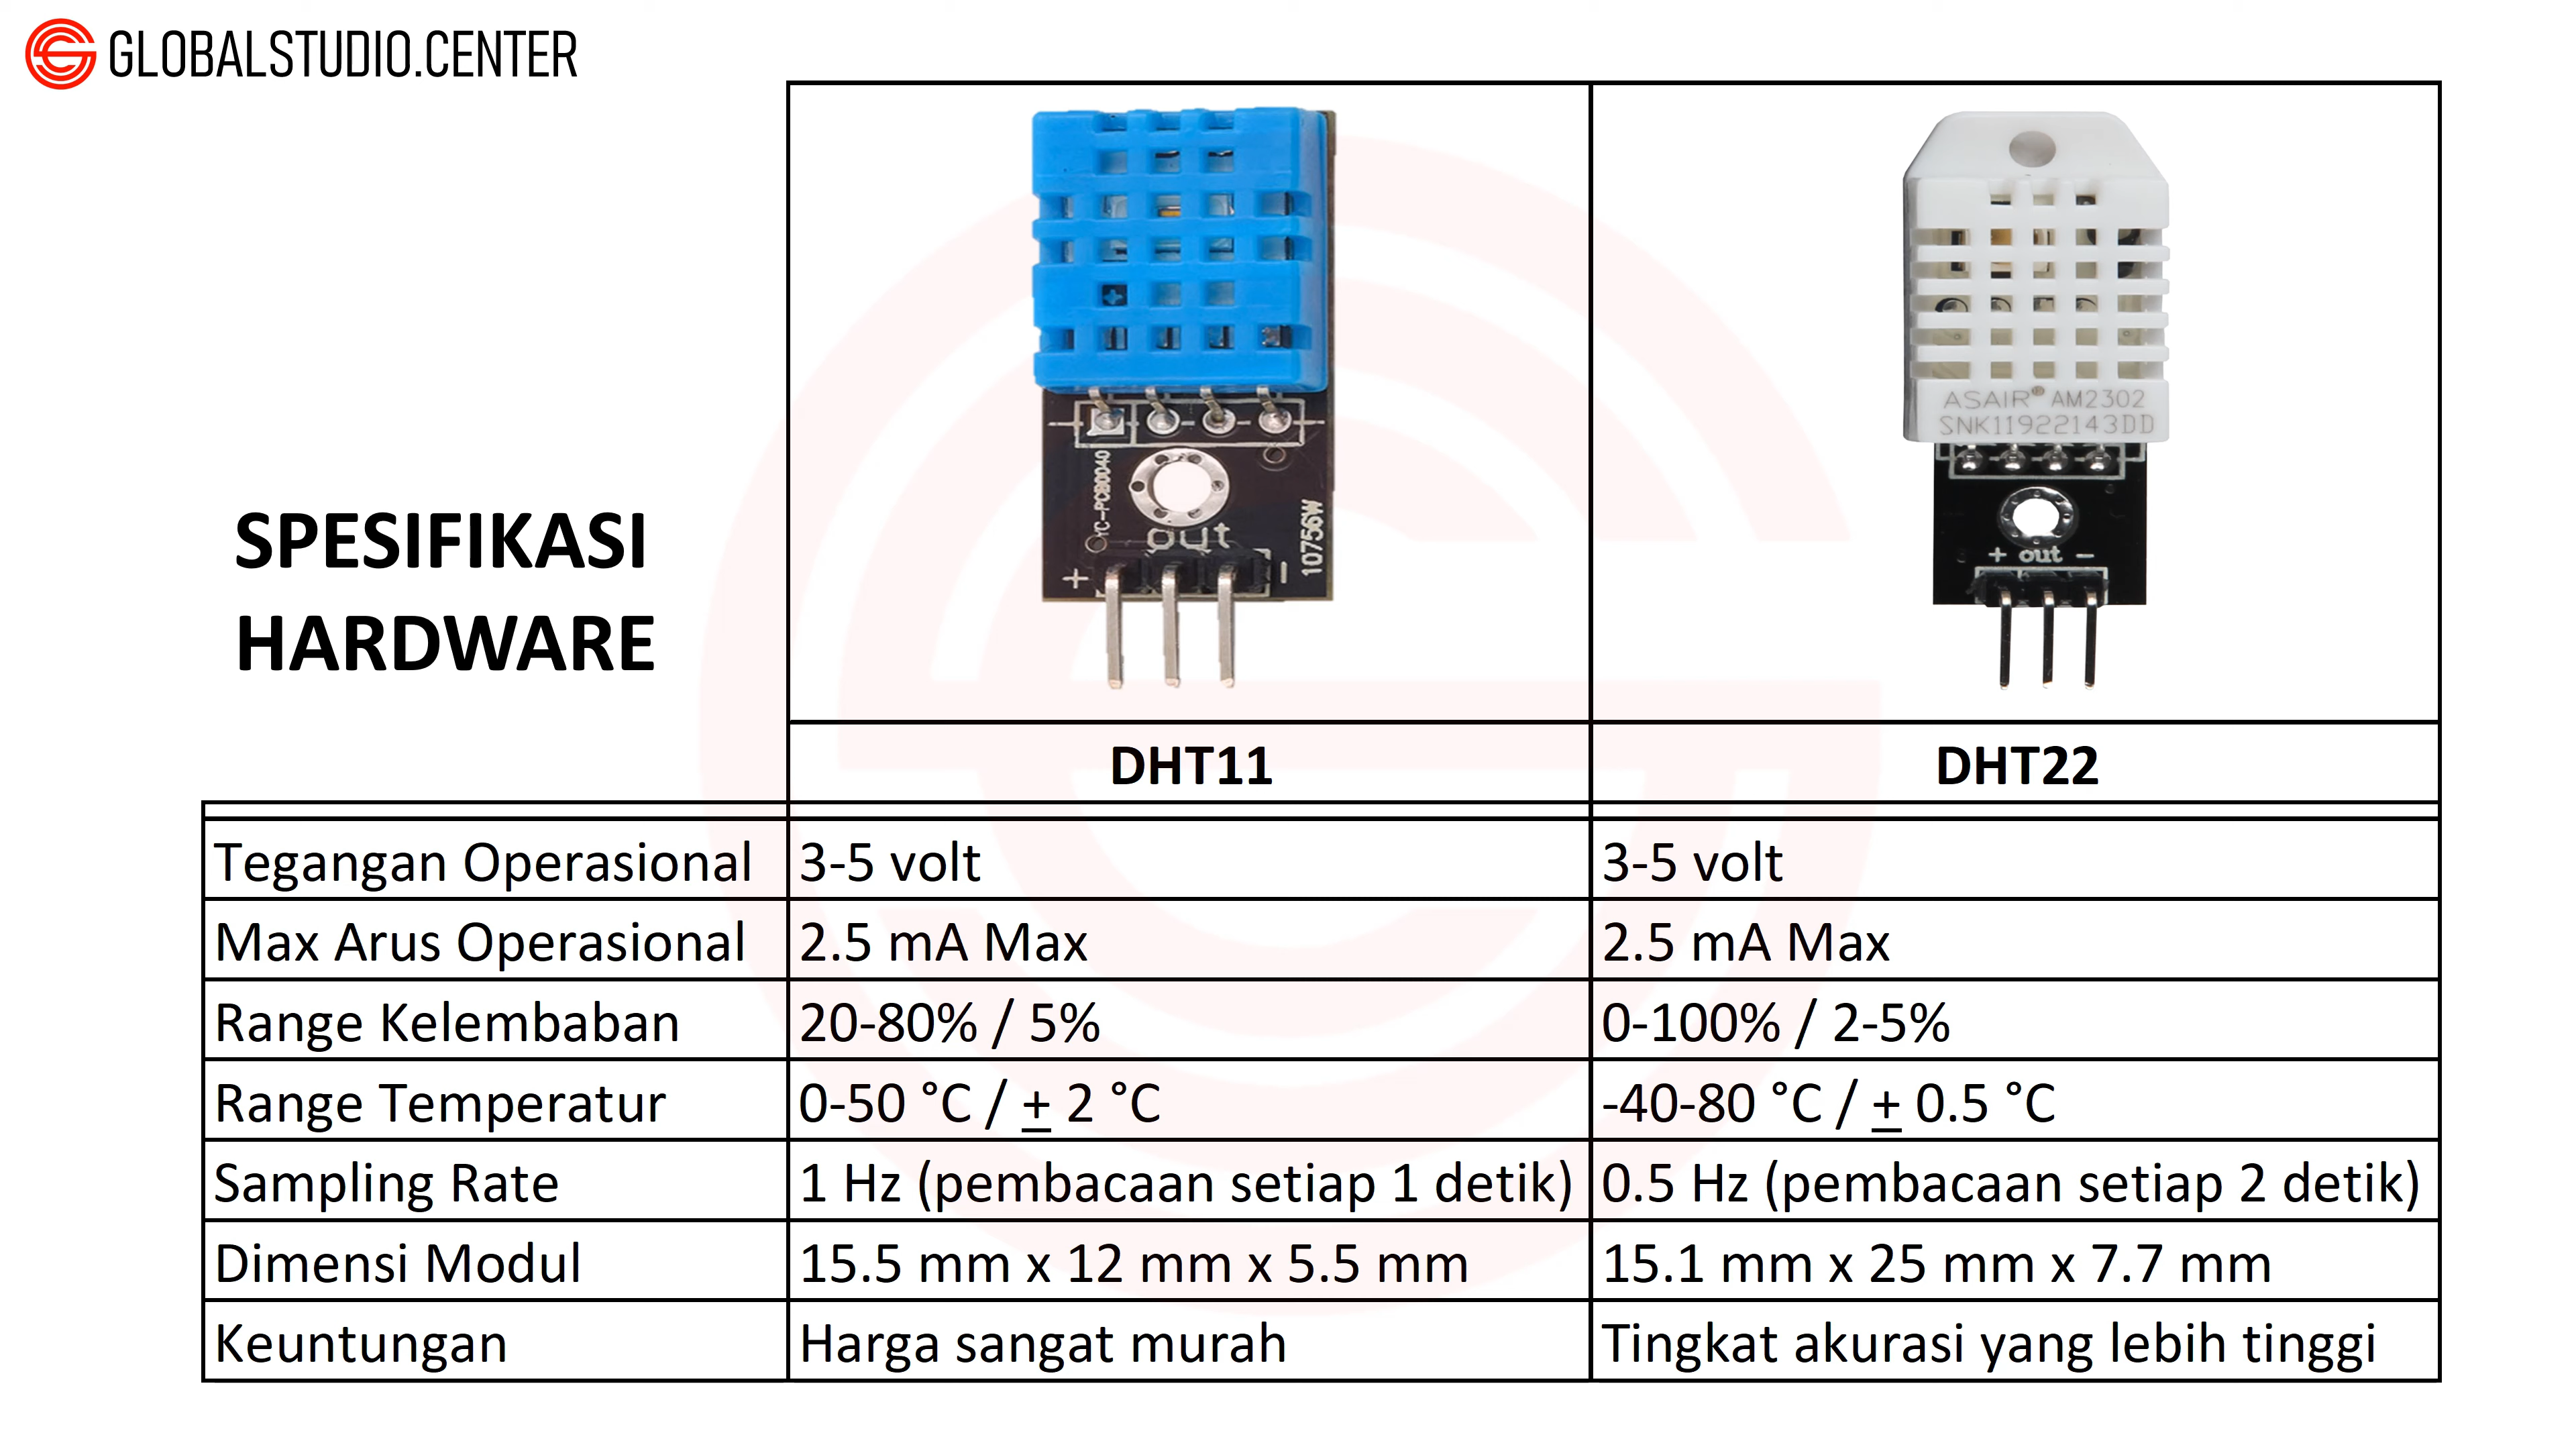 GLOBALSTUDIO.CENTER
ASAIR® AM2302
SNK11922143DD
YC-PCB0040
10756W
out
+ -
+ out -
SPESIFIKASI
HARDWARE
DHT11 DHT22
Tegangan Operasional 3-5 volt 3-5 volt
Max Arus Operasional 2.5 mA Max 2.5 mA Max
Range Kelembaban 20-80% / 5% 0-100% / 2-5%
Range Temperatur 0-50 °C / ± 2 °C -40-80 °C / ± 0.5 °C
Sampling Rate 1 Hz (pembacaan setiap 1 detik) 0.5 Hz (pembacaan setiap 2 detik)
Dimensi Modul 15.5 mm x 12 mm x 5.5 mm 15.1 mm x 25 mm x 7.7 mm
Keuntungan Harga sangat murah Tingkat akurasi yang lebih tinggi